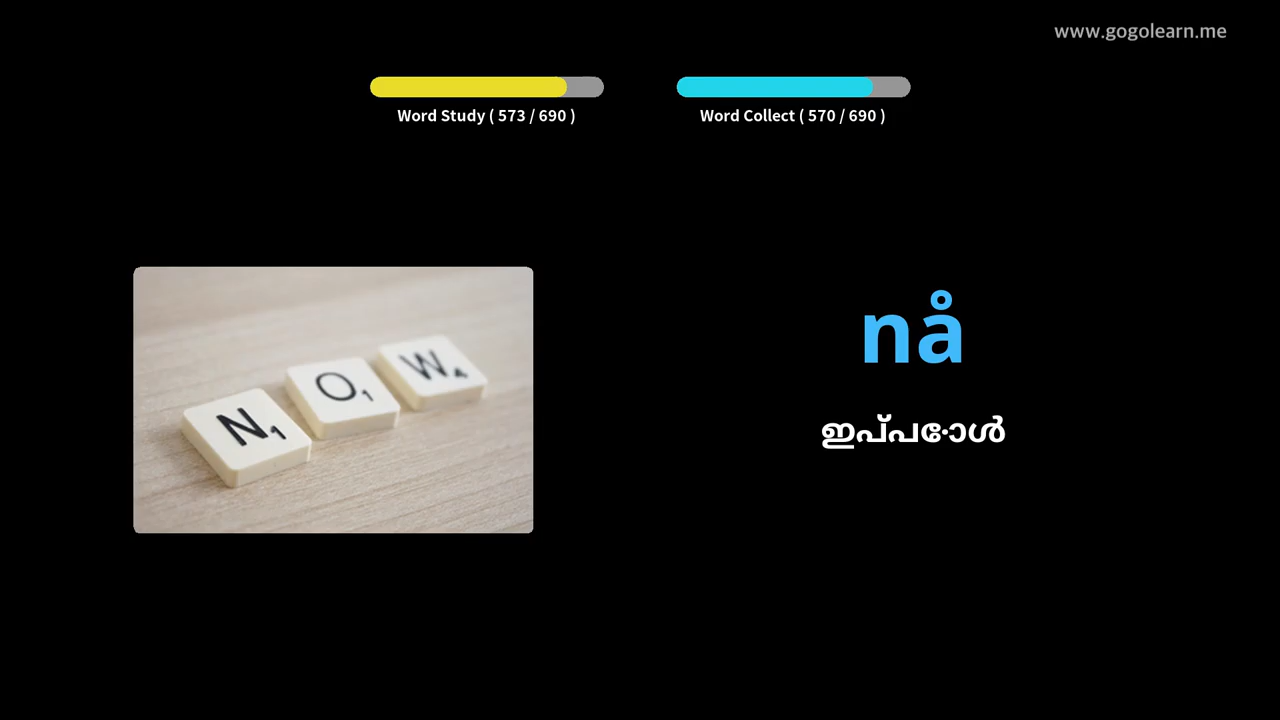 www.gogolearn.me
Word Study ( 573 / 690 )
Word Collect ( 570 / 690 )
N1 O1 W4
nå
ഇപ്പോൾ